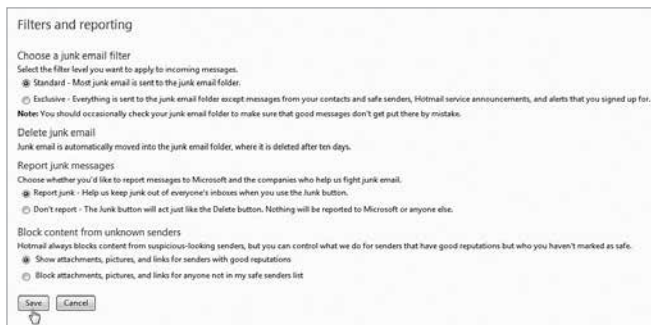 Filters and reporting
Choose a junk email filter
Select the filter level you want to apply to incoming messages.
Standard - Most junk email is sent to the junk email folder.
Exclusive - Everything is sent to the junk email folder except messages from your contacts and safe senders, Hotmail service announcements, and alerts that you signed up for.
Note: You should occasionally check your junk email folder to make sure that good messages don't get put there by mistake.
Delete junk email
Junk email is automatically moved into the junk email folder, where it is deleted after ten days.
Report junk messages
Choose whether you'd like to report messages to Microsoft and the companies who help us fight junk email.
Report junk - Help us keep junk out of everyone's inboxes when you use the Junk button.
Don't report - The Junk button will act just like the Delete button. Nothing will be reported to Microsoft or anyone else.
Block content from unknown senders
Hotmail always blocks content from suspicious-looking senders, but you can control what we do for senders that have good reputations but who you haven't marked as safe.
Show attachments, pictures, and links for senders with good reputations
Block attachments, pictures, and links for anyone not in my safe senders list
Save Cancel